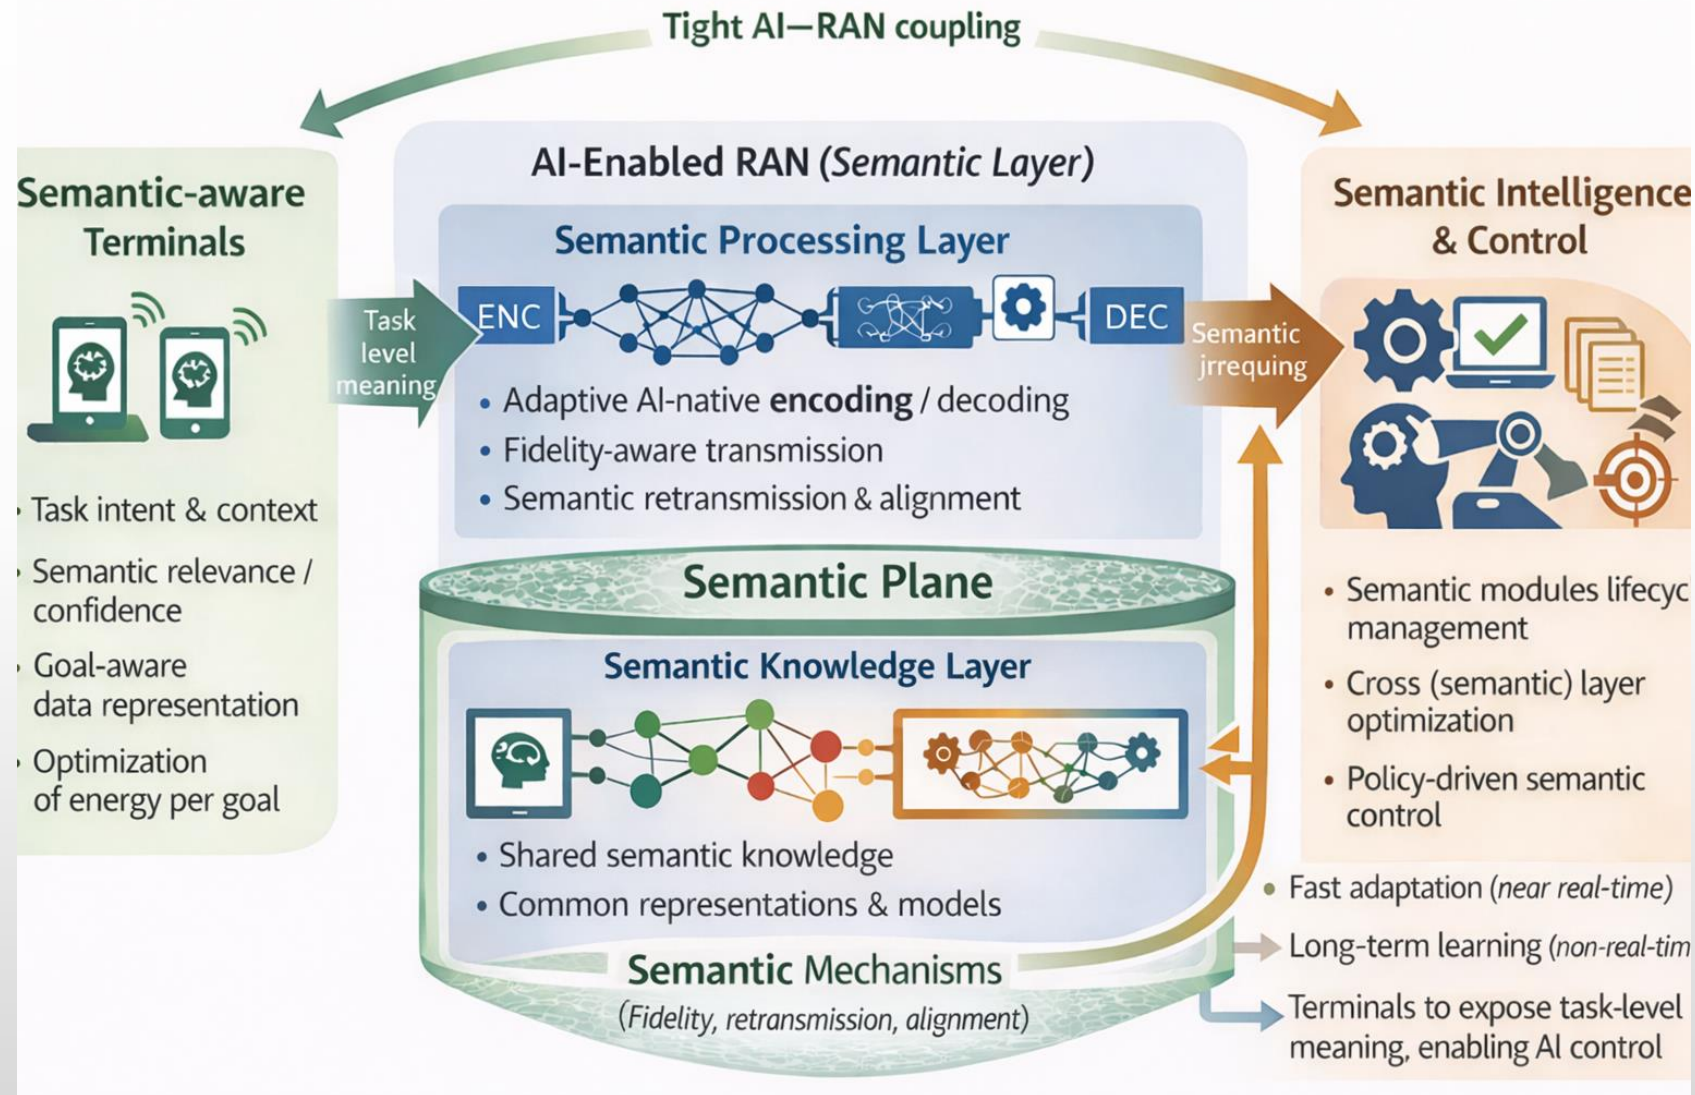 Tight AI—RAN coupling
Semantic-aware
Terminals
• Task intent & context
• Semantic relevance /
confidence
• Goal-aware
data representation
• Optimization
of energy per goal
Task
level
meaning
AI-Enabled RAN (Semantic Layer)
Semantic Processing Layer
ENC
DEC
• Adaptive AI-native encoding / decoding
• Fidelity-aware transmission
• Semantic retransmission & alignment
Semantic Plane
Semantic Knowledge Layer
• Shared semantic knowledge
• Common representations & models
Semantic Mechanisms
(Fidelity, retransmission, alignment)
Semantic
jrrequing
Semantic Intelligence
& Control
• Semantic modules lifecyc
management
• Cross (semantic) layer
optimization
• Policy-driven semantic
control
• Fast adaptation (near real-time)
Long-term learning (non-real-tim
Terminals to expose task-level
meaning, enabling AI control